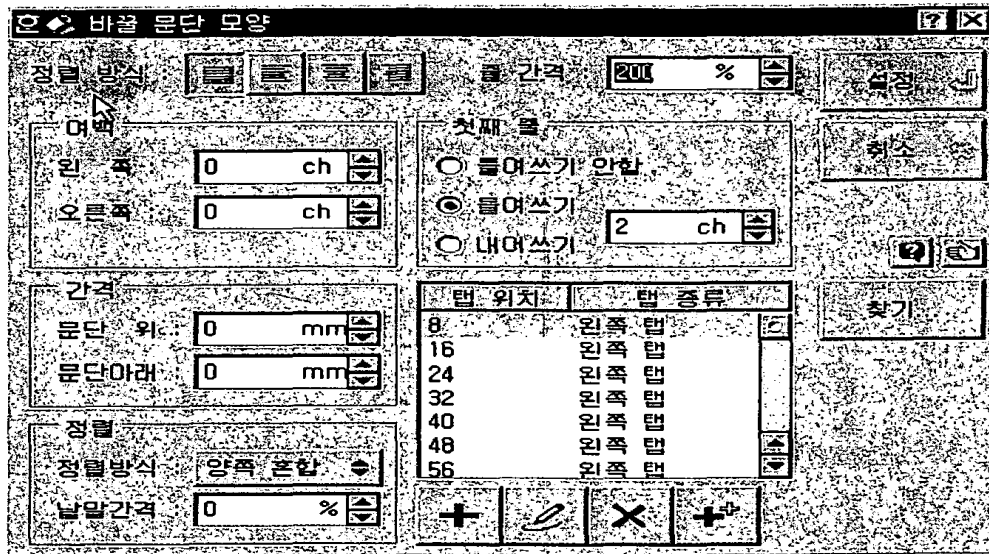 바꿀 문단 모양
정렬 방식 :
줄 간격 : 200 %
설정
여백
왼 쪽 : 0 ch
오른쪽 : 0 ch
첫째 줄
들여쓰기 안함
들여쓰기
내어쓰기
2 ch
취소
간격
문단 위 : 0 mm
문단아래 : 0 mm
탭 위치 탭 종류
8 왼쪽 탭
16 왼쪽 탭
24 왼쪽 탭
32 왼쪽 탭
40 왼쪽 탭
48 왼쪽 탭
56 왼쪽 탭
찾기
정렬
정렬방식 : 양쪽 혼합
낱말간격 : 0 %